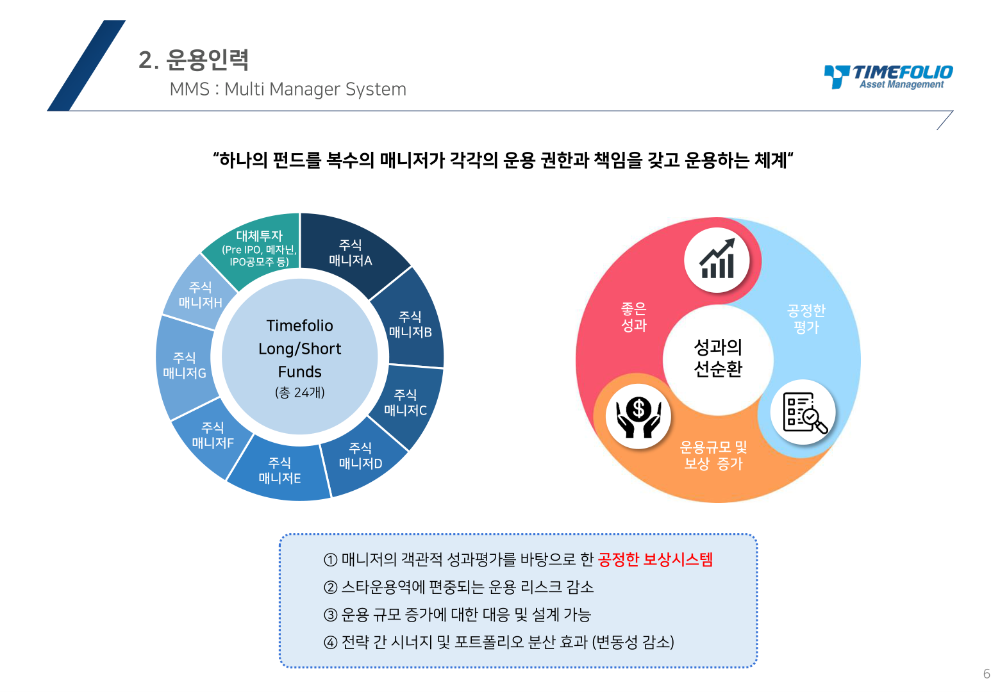 2. 운용인력
MMS : Multi Manager System
TIMEFOLIO
Asset Management
“하나의 펀드를 복수의 매니저가 각각의 운용 권한과 책임을 갖고 운용하는 체계“
대체투자
(Pre IPO, 메자닌,
IPO공모주 등)
주식
매니저A
주식
매니저B
주식
매니저C
주식
매니저D
주식
매니저E
주식
매니저F
주식
매니저G
주식
매니저H
Timefolio
Long/Short
Funds
(총 24개)
좋은
성과
공정한
평가
운용규모 및
보상 증가
성과의
선순환
$
① 매니저의 객관적 성과평가를 바탕으로 한 공정한 보상시스템
② 스타운용역에 편중되는 운용 리스크 감소
③ 운용 규모 증가에 대한 대응 및 설계 가능
④ 전략 간 시너지 및 포트폴리오 분산 효과 (변동성 감소)
6